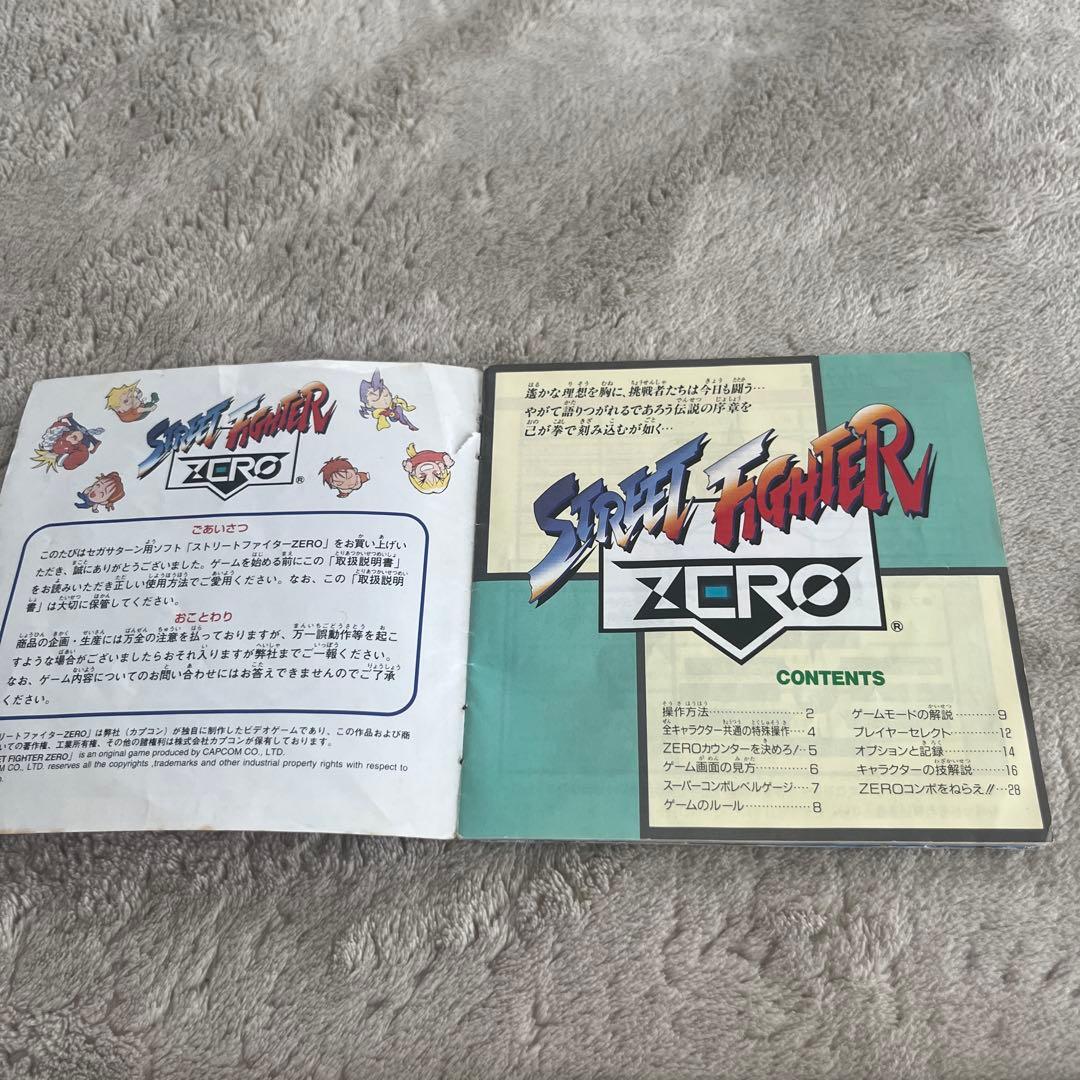 STREET FIGHTER
ZERO
®
ごあいさつ
このたびはセガサターン用ソフト「ストリートファイターZERO」をお買い上げい
ただき、誠にありがとうございました。ゲームを始める前にこの「取扱説明書」
をお読みいただき正しい使用方法でご愛用ください。なお、この「取扱説明
書」は大切に保管してください。
おことわり
商品の企画・生産には万全の注意を払っておりますが、万一誤動作等を起こ
すような場合がございましたらおそれ入りますが弊社までご一報ください。
なお、ゲーム内容についてのお問い合わせにはお答えできませんのでご了承
ください。
リートファイターZERO」は弊社（カプコン）が独自に制作したビデオゲームであり、この作品および商
いての著作権、工業所有権、その他の諸権利は株式会社カプコンが保有しております。
ET FIGHTER ZERO」 is an original game produced by CAPCOM CO., LTD.
M CO., LTD. reserves all the copyrights ,trademarks and other industrial property rights with respect to
遙かな理想を胸に、挑戦者たちは今日も闘う…
やがて語りつがれるであろう伝説の序章を
己が拳で刻み込むが如く…
STREET FIGHTER
ZERO
®
CONTENTS
操作方法………………2
全キャラクター共通の特殊操作……4
ZEROカウンターを決めろ!……5
ゲーム画面の見方…………6
スーパーコンボレベルゲージ……7
ゲームのルール……………8
ゲームモードの解説…………9
プレイヤーセレクト…………12
オプションと記録…………14
キャラクターの技解説………16
ZEROコンボをねらえ!!…28